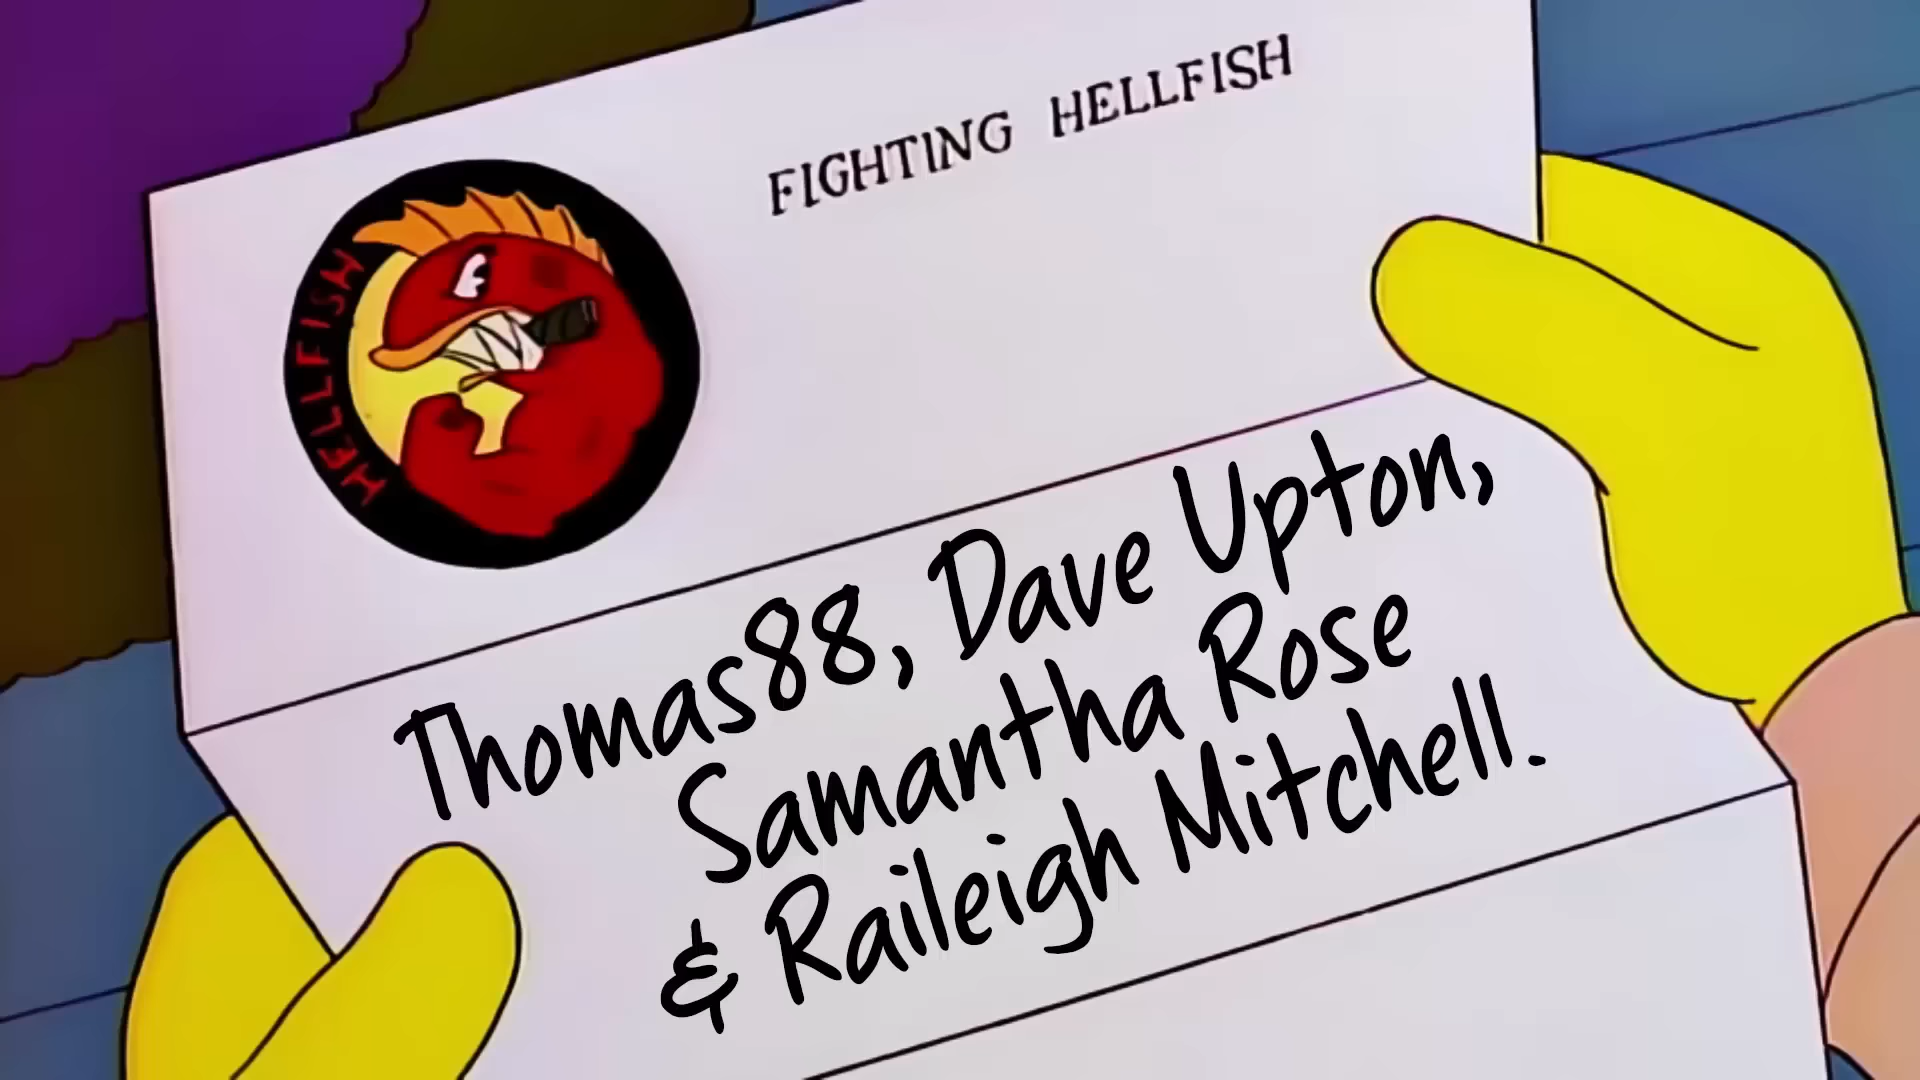 FIGHTING HELLFISH
HELLFISH
Thomas88, Dave Upton,
Samantha Rose
& Raileigh Mitchell.